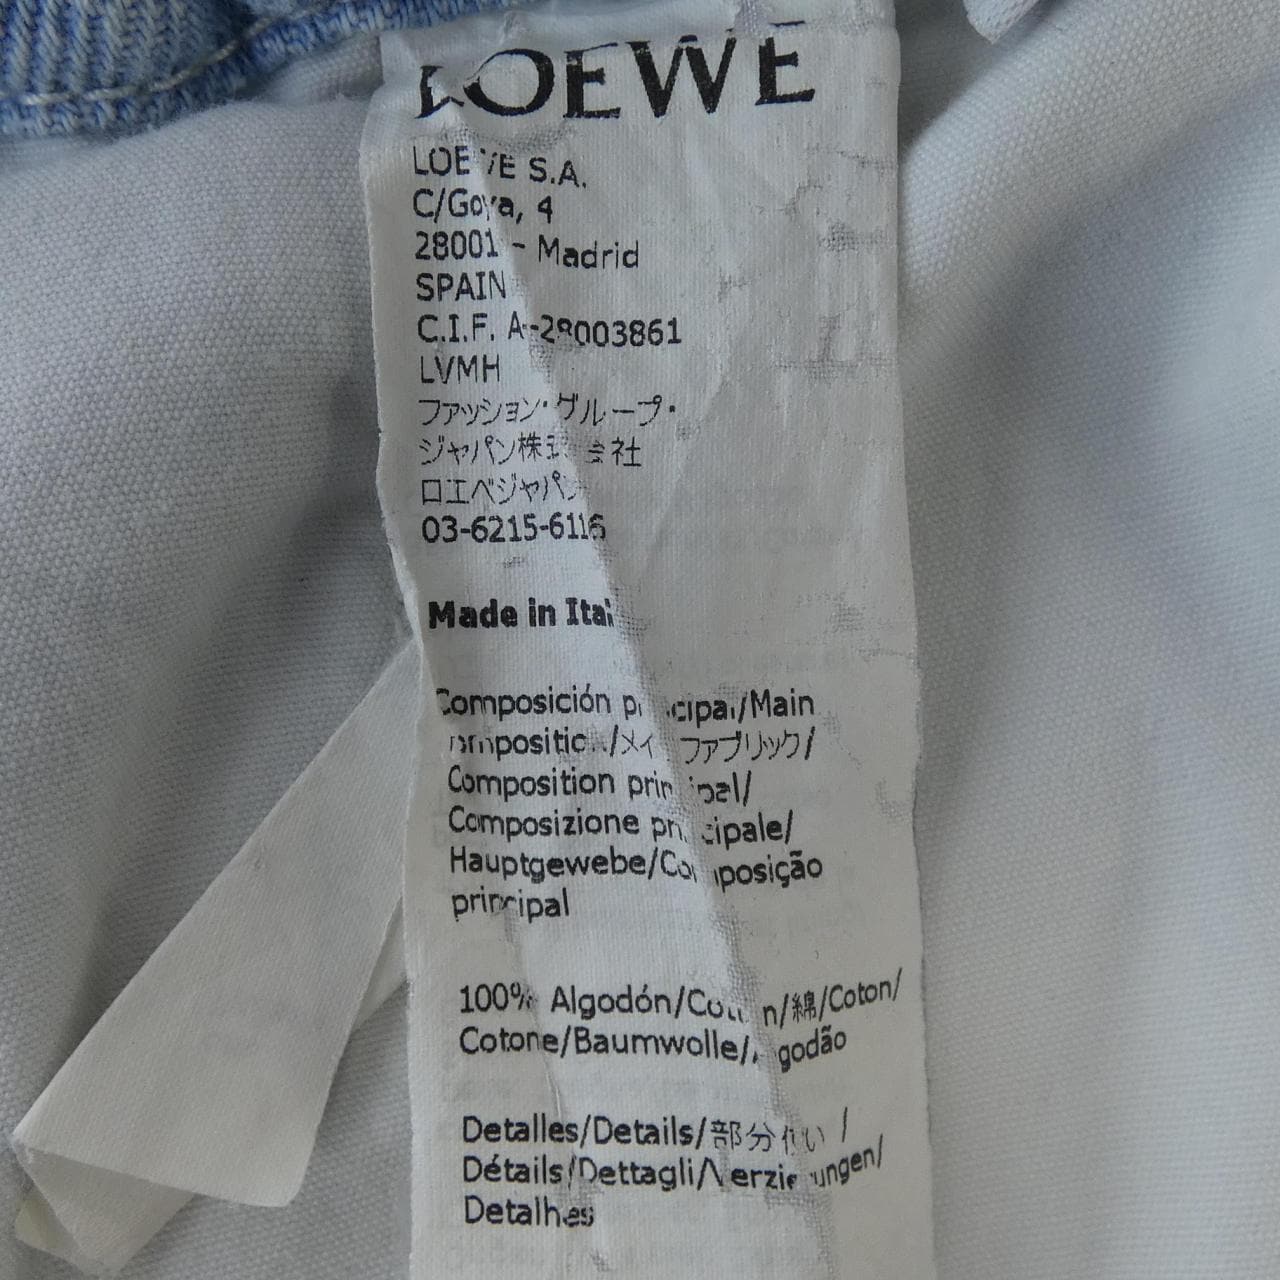 LOEWE
LOEWE S.A.
C/Goya, 4
28001 - Madrid
SPAIN
C.I.F. A-28003861
LVMH
ファッション・グループ・
ジャパン株式会社
ロエベジャパン
03-6215-6116
Made in Ital
Composición principal/Main
composition/メインファブリック/
Composition principal/
Composizione principale/
Hauptgewebe/Composição
principal
100% Algodón/Cotton/綿/Coton/
Cotone/Baumwolle/Algodão
Detalles/Details/部分使い/
Détails/Dettagli/Verzierungen/
Detalhes